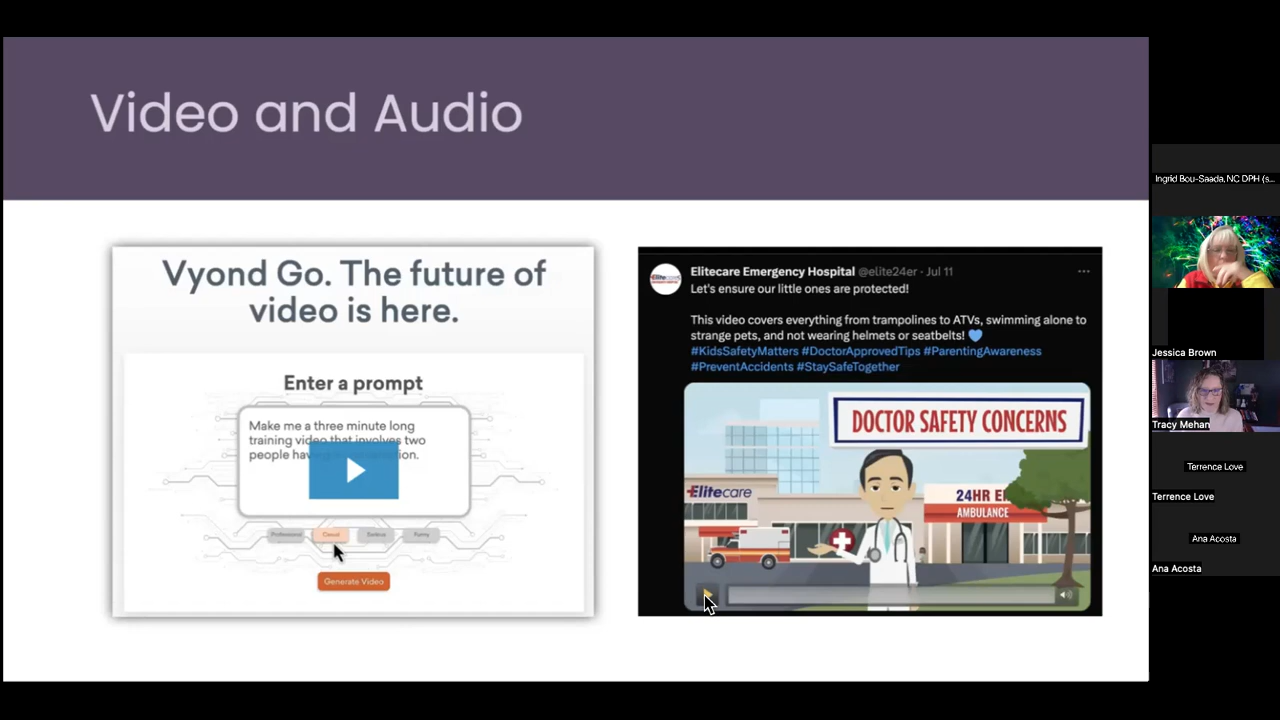 Video and Audio
Vyond Go. The future of
video is here.
Enter a prompt
Make me a three minute long
training video that involves two
people
Professional
Casual
Serious
Funny
Generate Video
Elitecare Emergency Hospital @elite24er · Jul 11
Let's ensure our little ones are protected!
This video covers everything from trampolines to ATVs, swimming alone to
strange pets, and not wearing helmets or seatbelts! 💙
#KidsSafetyMatters #DoctorApprovedTips #ParentingAwareness
#PreventAccidents #StaySafeTogether
DOCTOR SAFETY CONCERNS
Elitecare
24HR
AMBULANCE
Ingrid Bou-Saada, NC DPH (s...
Jessica Brown
Tracy Mehan
Terrence Love
Terrence Love
Ana Acosta
Ana Acosta